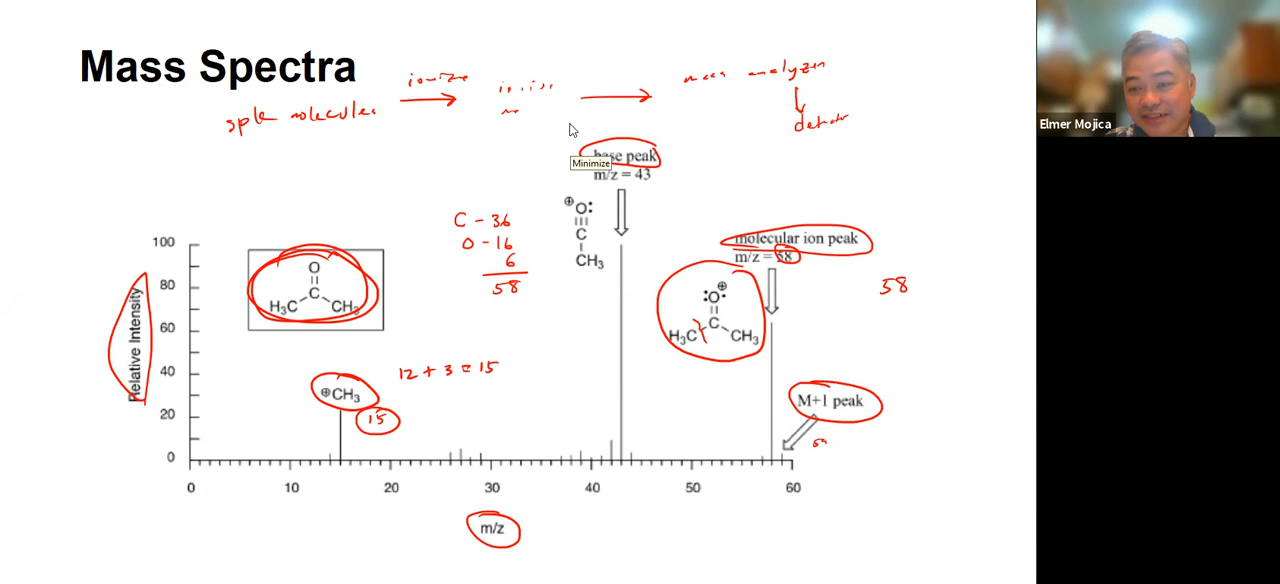 Mass Spectra
ionize
molecules
mass analyzer
Elmer Mojica
base peak
Minimize
m/z = 43
⊕O:
C
CH₃
C - 36
O - 16
6
58
molecular ion peak
m/z = 58
58
:O·⊕
H₃C C CH₃
O
H₃C C CH₃
Relative Intensity
100
80
60
40
20
0
12 + 3 = 15
⊕CH₃
15
M+1 peak
59
0 10 20 30 40 50 60
m/z